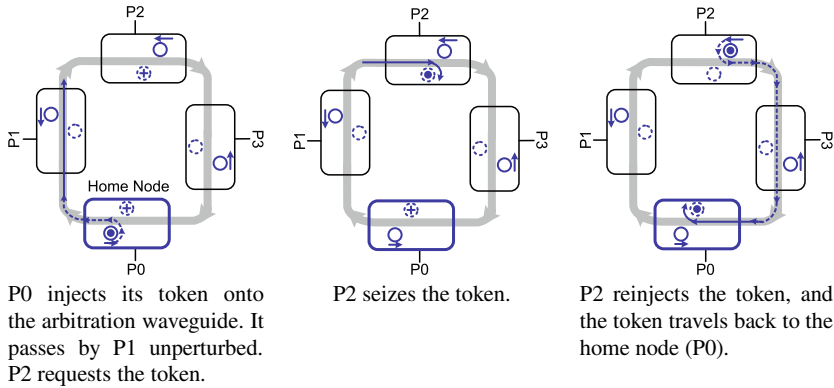 P2
P1
P3
Home Node
P0
P0 injects its token onto
the arbitration waveguide. It
passes by P1 unperturbed.
P2 requests the token.
P2
P1
P3
P0
P2 seizes the token.
P2
P1
P3
P0
P2 reinjects the token, and
the token travels back to the
home node (P0).